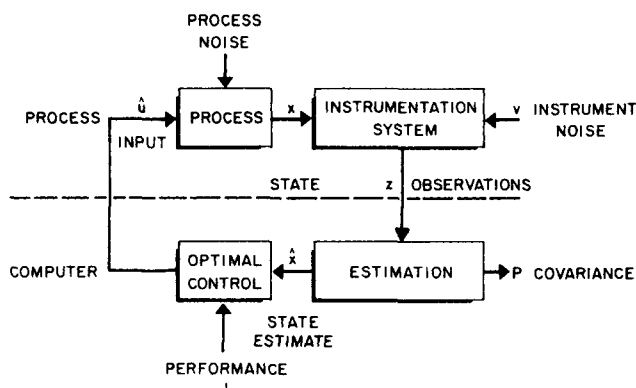 PROCESS
NOISE
û
PROCESS
INPUT
PROCESS
x
INSTRUMENTATION
SYSTEM
v INSTRUMENT
NOISE
STATE
z OBSERVATIONS
COMPUTER
OPTIMAL
CONTROL
x̂
ESTIMATION
P COVARIANCE
STATE
ESTIMATE
PERFORMANCE